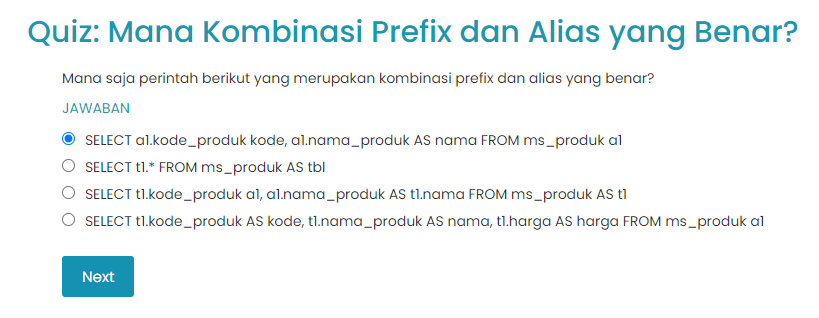 Quiz: Mana Kombinasi Prefix dan Alias yang Benar?
Mana saja perintah berikut yang merupakan kombinasi prefix dan alias yang benar?
JAWABAN
SELECT a1.kode_produk kode, a1.nama_produk AS nama FROM ms_produk a1
SELECT t1.* FROM ms_produk AS tbl
SELECT t1.kode_produk a1, a1.nama_produk AS t1.nama FROM ms_produk AS t1
SELECT t1.kode_produk AS kode, t1.nama_produk AS nama, t1.harga AS harga FROM ms_produk a1
Next